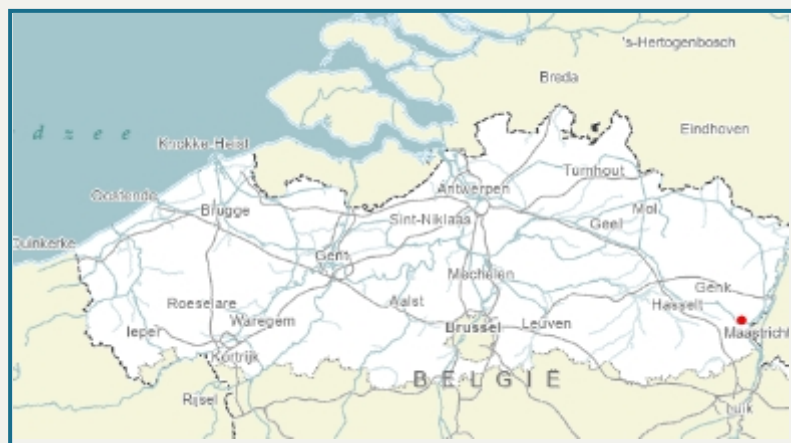 's-Hertogenbosch
Breda
dzee
Eindhoven
Knokke-Heist
Turnhout
Oostende
Antwerpen
Mol
Brugge
Sint-Niklaas
Geel
Duinkerke
Gent
Mechelen
Genk
Roeselare
Aalst
Hasselt
Ieper
Waregem
Brussel
Leuven
Maastricht
Kortrijk
BELGIË
Rijsel
Luik